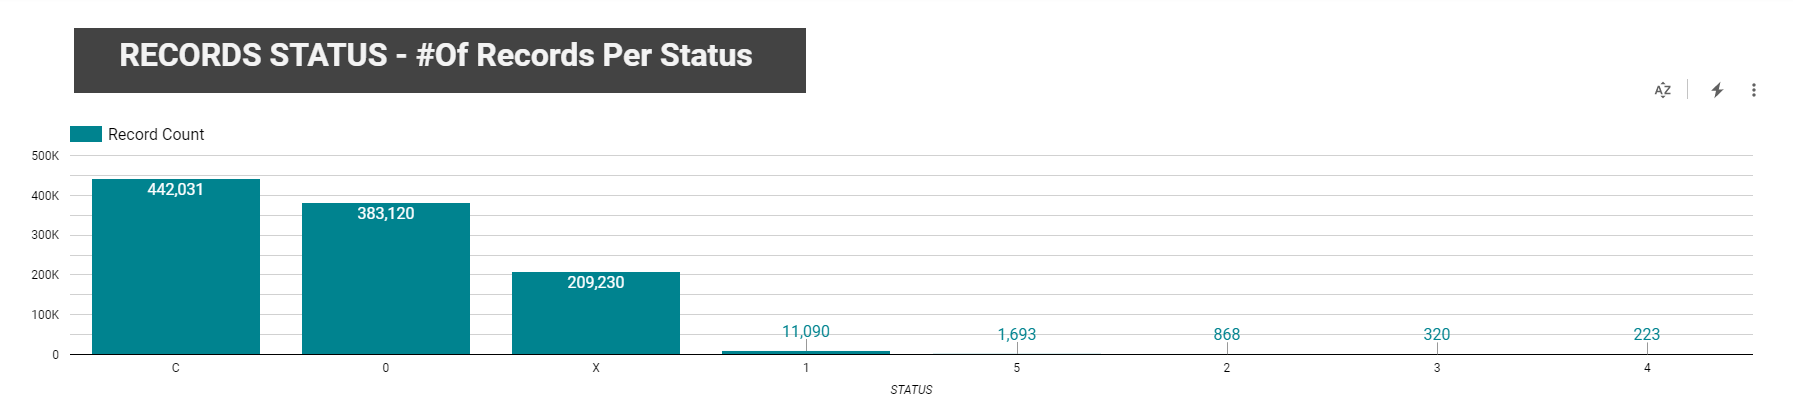 RECORDS STATUS - #Of Records Per Status
AZ
Record Count
500K
400K
300K
200K
100K
0
442,031
383,120
209,230
11,090
1,693
868
320
223
C
0
X
1
5
2
3
4
STATUS